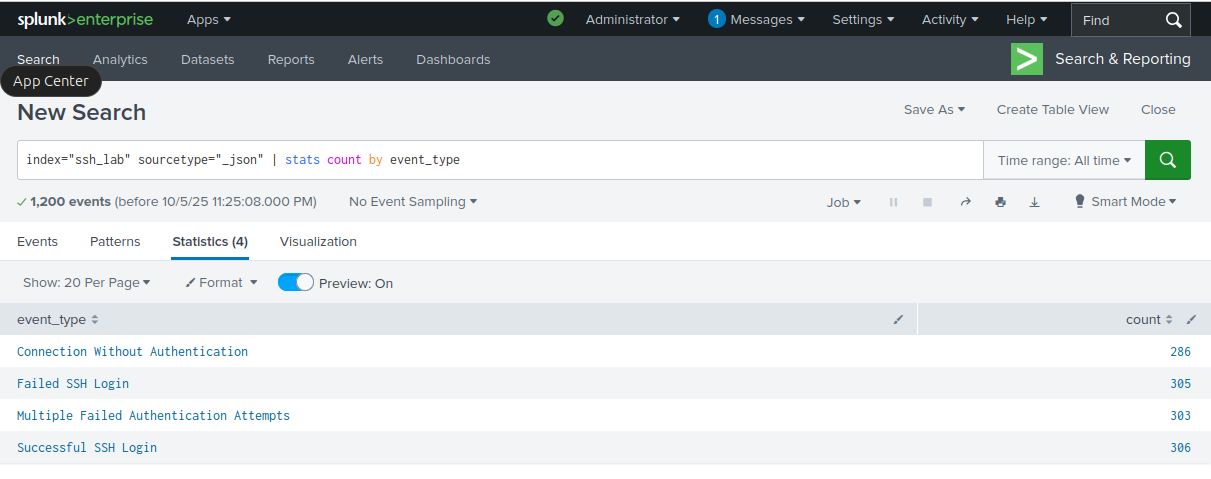 splunk>enterprise Apps Administrator 1 Messages Settings Activity Help Find
Search Analytics Datasets Reports Alerts Dashboards > Search & Reporting
App Center
New Search Save As Create Table View Close
index="ssh_lab" sourcetype="_json" | stats count by event_type Time range: All time
1,200 events (before 10/5/25 11:25:08.000 PM) No Event Sampling Job Smart Mode
Events Patterns Statistics (4) Visualization
Show: 20 Per Page Format Preview: On
event_type count
Connection Without Authentication 286
Failed SSH Login 305
Multiple Failed Authentication Attempts 303
Successful SSH Login 306